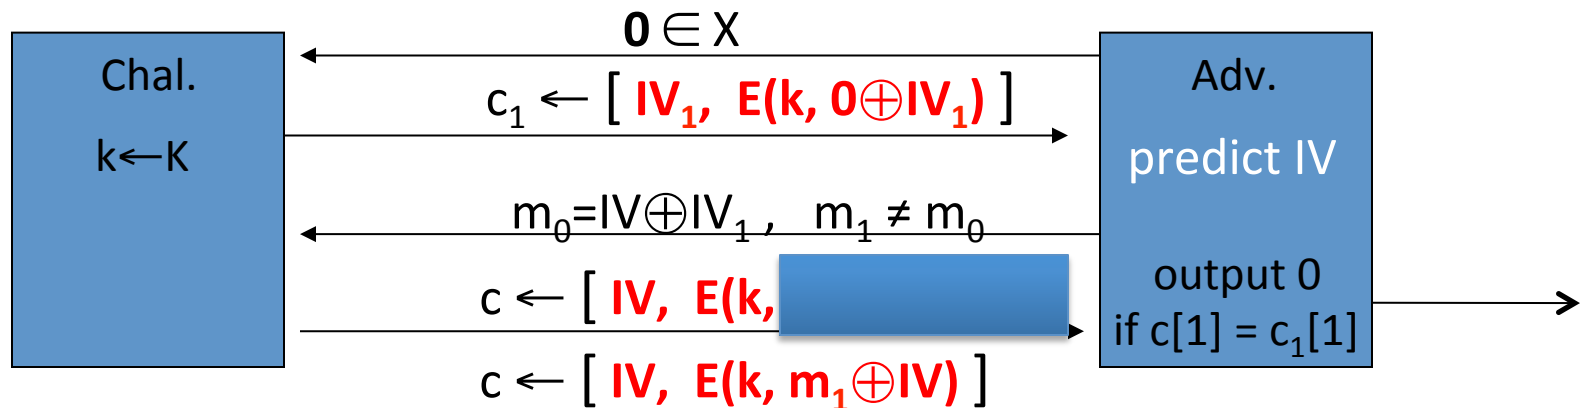 Chal.
k←K
0 ∈ X
c₁ ← [ IV₁, E(k, 0⊕IV₁) ]
m₀=IV⊕IV₁ , m₁ ≠ m₀
c ← [ IV, E(k,
c ← [ IV, E(k, m₁⊕IV) ]
Adv.
predict IV
output 0
if c[1] = c₁[1]